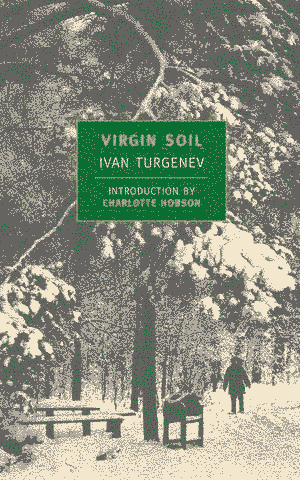 VIRGIN SOIL
IVAN TURGENEV
INTRODUCTION BY
CHARLOTTE HOBSON